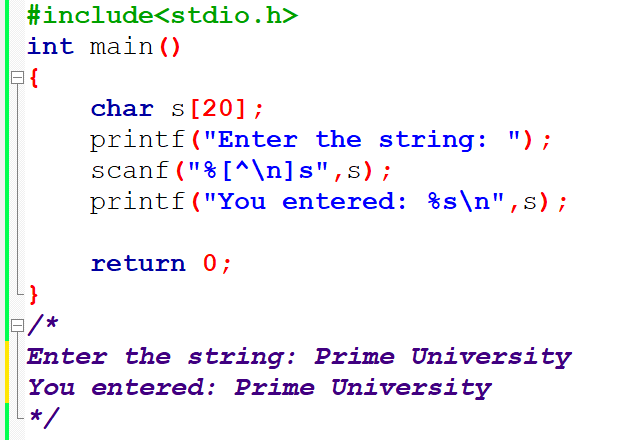 #include<stdio.h>
int main()
{
char s[20];
printf("Enter the string: ");
scanf("%[^\n]s",s);
printf("You entered: %s\n",s);
return 0;
}
/*
Enter the string: Prime University
You entered: Prime University
*/